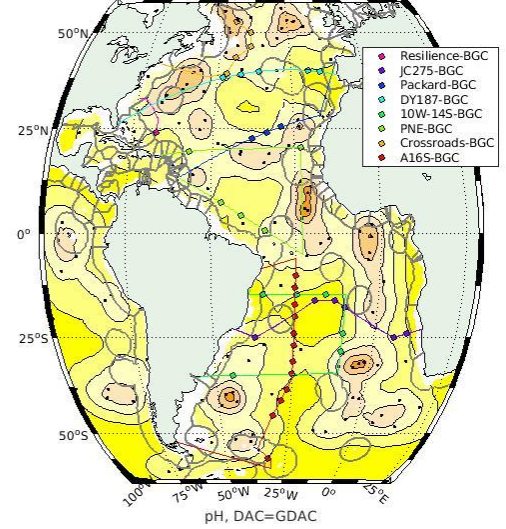 50°N
25°N
0°
25°S
50°S
Resilience-BGC
JC275-BGC
Packard-BGC
DY187-BGC
10W-14S-BGC
PNE-BGC
Crossroads-BGC
A16S-BGC
100°W
75°W
50°W
25°W
0°
25°E
pH, DAC=GDAC